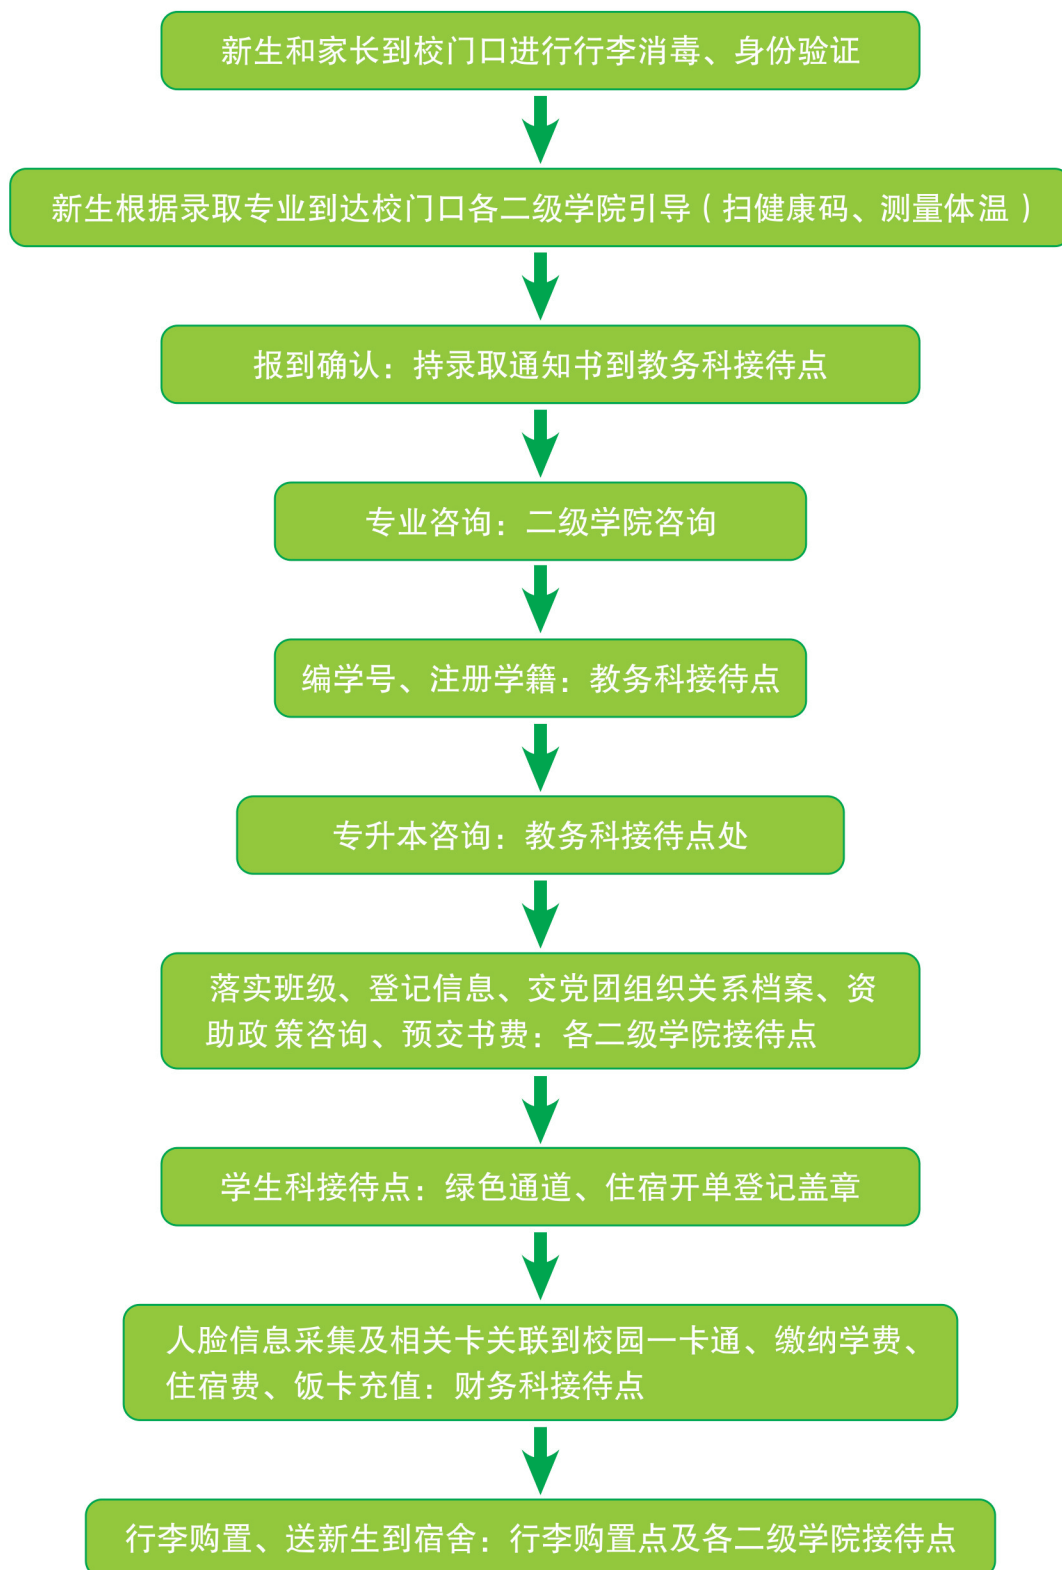 新生和家长到校门口进行行李消毒、身份验证
新生根据录取专业到达校门口各二级学院引导（扫健康码、测量体温）
报到确认：持录取通知书到教务科接待点
专业咨询：二级学院咨询
编学号、注册学籍：教务科接待点
专升本咨询：教务科接待点处
落实班级、登记信息、交党团组织关系档案、资
助政策咨询、预交书费：各二级学院接待点
学生科接待点：绿色通道、住宿开单登记盖章
人脸信息采集及相关卡关联到校园一卡通、缴纳学费、
住宿费、饭卡充值：财务科接待点
行李购置、送新生到宿舍：行李购置点及各二级学院接待点